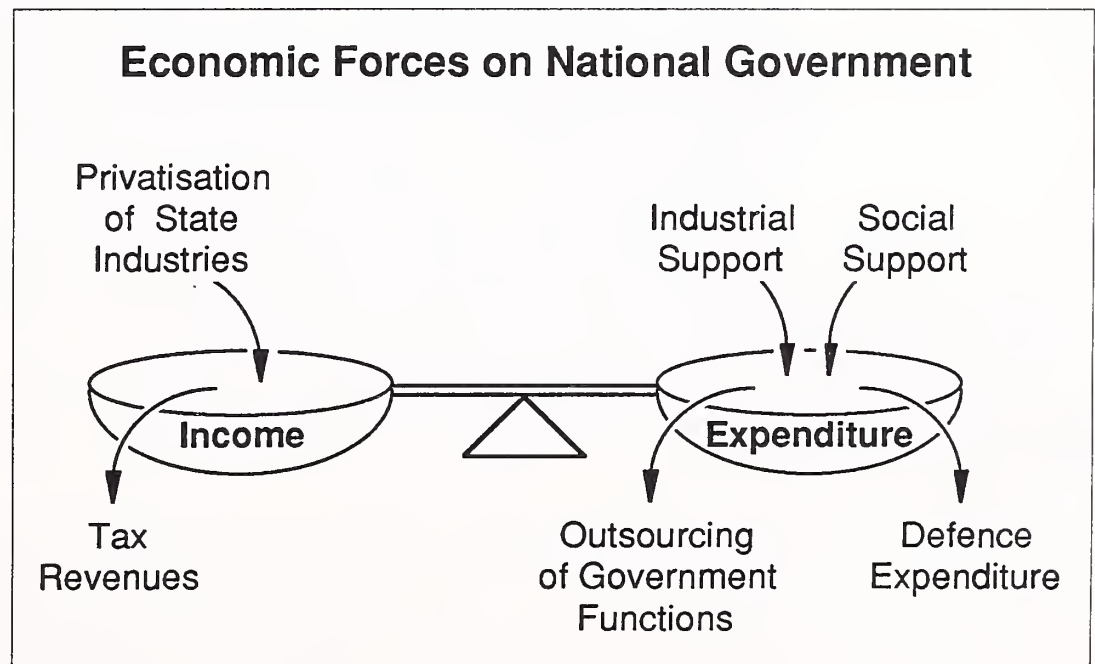 Economic Forces on National Government
Privatisation
of State
Industries
Industrial
Support
Social
Support
Income
Expenditure
Tax
Revenues
Outsourcing
of Government
Functions
Defence
Expenditure